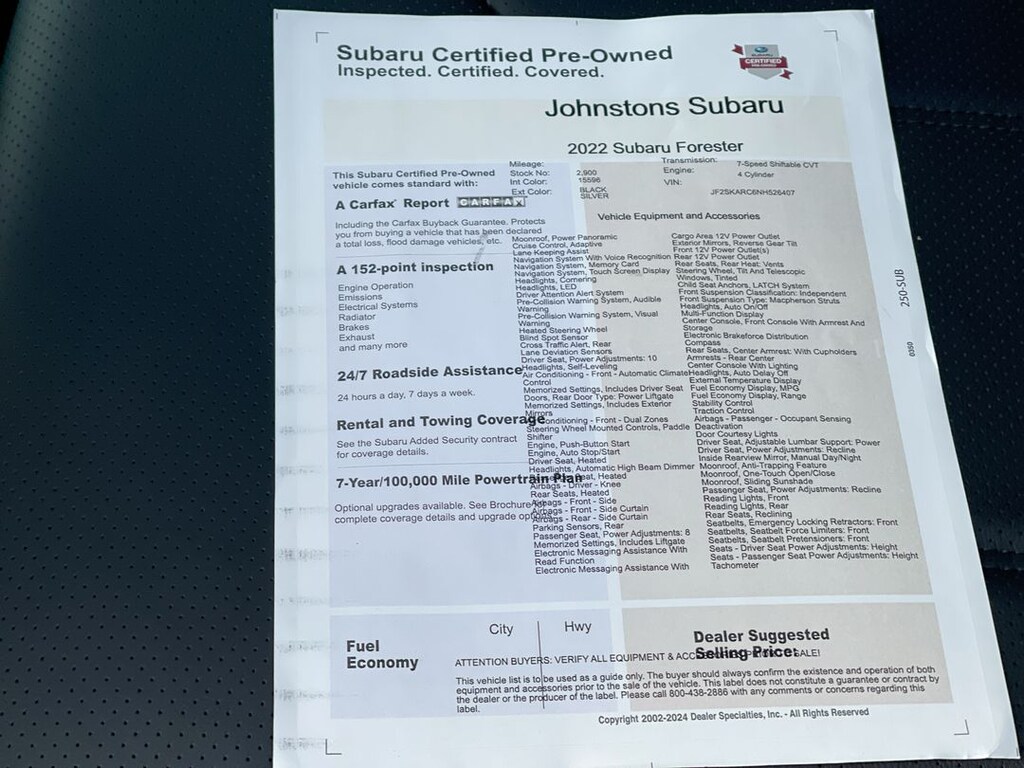 Subaru Certified Pre-Owned
Inspected. Certified. Covered.
CERTIFIED
Johnstons Subaru
2022 Subaru Forester
This Subaru Certified Pre-Owned
vehicle comes standard with:
Mileage: 2,900
Stock No: 15596
Int Color: BLACK
Ext Color: SILVER
Transmission: 7-Speed Shiftable CVT
Engine: 4 Cylinder
VIN: JF2SKARC6NH526407
A Carfax Report CARFAX
Including the Carfax Buyback Guarantee. Protects
you from buying a vehicle that has been declared
a total loss, flood damage vehicles, etc.
A 152-point inspection
Engine Operation
Emissions
Electrical Systems
Radiator
Brakes
Exhaust
and many more
24/7 Roadside Assistance
24 hours a day, 7 days a week.
Rental and Towing Coverage
See the Subaru Added Security contract
for coverage details.
7-Year/100,000 Mile Powertrain Plan
Optional upgrades available. See Brochure for
complete coverage details and upgrade options.
Vehicle Equipment and Accessories
Moonroof, Power Panoramic
Cruise Control, Adaptive
Lane Keeping Assist
Navigation System With Voice Recognition
Navigation System, Memory Card
Navigation System, Touch Screen Display
Headlights, Cornering
Headlights, LED
Driver Attention Alert System
Pre-Collision Warning System, Audible
Warning
Pre-Collision Warning System, Visual
Warning
Heated Steering Wheel
Blind Spot Sensor
Cross Traffic Alert, Rear
Lane Deviation Sensors
Driver Seat, Power Adjustments: 10
Headlights, Self-Leveling
Air Conditioning - Front - Automatic Climate
Control
Memorized Settings, Includes Driver Seat
Doors, Rear Door Type: Power Liftgate
Memorized Settings, Includes Exterior
Mirrors
Conditioning - Front - Dual Zones
Steering Wheel Mounted Controls, Paddle
Shifter
Engine, Push-Button Start
Engine, Auto Stop/Start
Driver Seat, Heated
Headlights, Automatic High Beam Dimmer
Seat, Heated
Airbags - Driver - Knee
Rear Seats, Heated
Airbags - Front - Side
Airbags - Front - Side Curtain
Airbags - Rear - Side Curtain
Parking Sensors, Rear
Passenger Seat, Power Adjustments: 8
Memorized Settings, Includes Liftgate
Electronic Messaging Assistance With
Read Function
Electronic Messaging Assistance With
Cargo Area 12V Power Outlet
Exterior Mirrors, Reverse Gear Tilt
Front 12V Power Outlet(s)
Rear 12V Power Outlet
Rear Seats, Rear Heat: Vents
Steering Wheel, Tilt And Telescopic
Windows, Tinted
Child Seat Anchors, LATCH System
Front Suspension Classification: Independent
Front Suspension Type: Macpherson Struts
Headlights, Auto On/Off
Multi-Function Display
Center Console, Front Console With Armrest And
Storage
Electronic Brakeforce Distribution
Compass
Rear Seats, Center Armrest: With Cupholders
Armrests - Rear Center
Center Console With Lighting
Headlights, Auto Delay Off
External Temperature Display
Fuel Economy Display, MPG
Fuel Economy Display, Range
Stability Control
Traction Control
Airbags - Passenger - Occupant Sensing
Deactivation
Door Courtesy Lights
Driver Seat, Adjustable Lumbar Support: Power
Driver Seat, Power Adjustments: Recline
Inside Rearview Mirror, Manual Day/Night
Moonroof, Anti-Trapping Feature
Moonroof, One-Touch Open/Close
Moonroof, Sliding Sunshade
Passenger Seat, Power Adjustments: Recline
Reading Lights, Front
Reading Lights, Rear
Rear Seats, Reclining
Seatbelts, Emergency Locking Retractors: Front
Seatbelts, Seatbelt Force Limiters: Front
Seatbelts, Seatbelt Pretensioners: Front
Seats - Driver Seat Power Adjustments: Height
Seats - Passenger Seat Power Adjustments: Height
Tachometer
250-SUB
0350
Fuel
Economy
City
Hwy
Dealer Suggested
Selling Price:
ATTENTION BUYERS: VERIFY ALL EQUIPMENT & SALE!
This vehicle list is to be used as a guide only. The buyer should always confirm the existence and operation of both
equipment and accessories prior to the sale of the vehicle. This label does not constitute a guarantee or contract by
the dealer or the producer of the label. Please call 800-438-2886 with any comments or concerns regarding this
label.
Copyright 2002-2024 Dealer Specialties, Inc. - All Rights Reserved